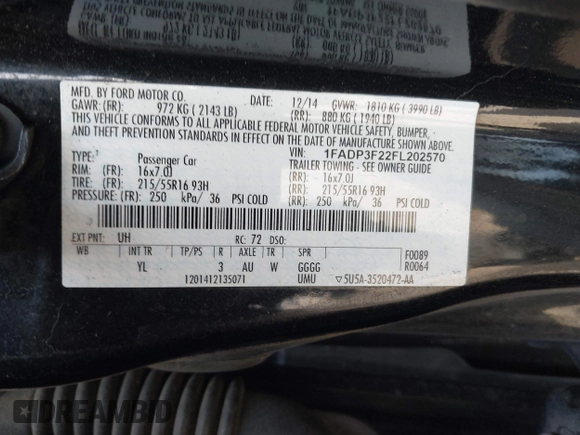 MFD. BY FORD MOTOR CO. DATE: 12/14 GVWR: 1810 KG ( 3990 LB)
GAWR: (FR): 972 KG ( 2143 LB) (RR): 880 KG ( 1940 LB)
THIS VEHICLE CONFORMS TO ALL APPLICABLE FEDERAL MOTOR VEHICLE SAFETY, BUMPER, AND
THEFT PREVENTION STANDARDS IN EFFECT ON THE DATE OF MANUFACTURE SHOWN ABOVE.
VIN: 1FADP3F22FL202570
TYPE: Passenger Car TRAILER TOWING - SEE OWNER GUIDE
RIM: (FR): 16x7.0J (RR): 16x7.0J
TIRE: (FR): 215/55R16 93H (RR): 215/55R16 93H
PRESSURE: (FR): 250 kPa/ 36 PSI COLD (RR): 250 kPa/ 36 PSI COLD
EXT PNT: UH RC: 72 DSO: F0089
WB INT TR TP/PS R AXLE TR SPR R0064
YL 3 AU W GGGG
1201412135071 UMU ▽5U5A-3520472-AA
DREAMBID